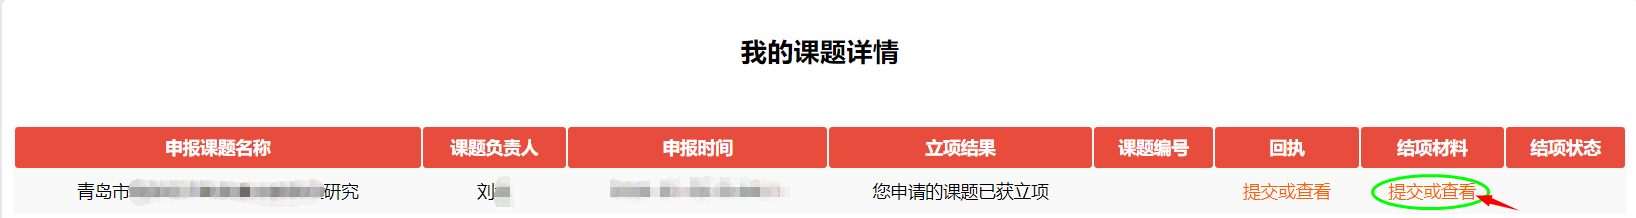 我的课题详情
申报课题名称 课题负责人 申报时间 立项结果 课题编号 回执 结项材料 结项状态
青岛市 研究 刘 您申请的课题已获立项 提交或查看 提交或查看